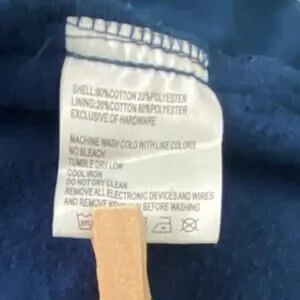 SHELL:80%COTTON 20%POLYESTER
LINING:20%COTTON 80%POLYESTER
EXCLUSIVE OF HARDWARE
MACHINE WASH COLD WITH LIKE COLORS
NO BLEACH
TUMBLE DRY LOW
COOL IRON
DO NOT DRY CLEAN
REMOVE ALL ELECTRONIC DEVICES AND WIRES
AND REMOVE BEFORE WASHING